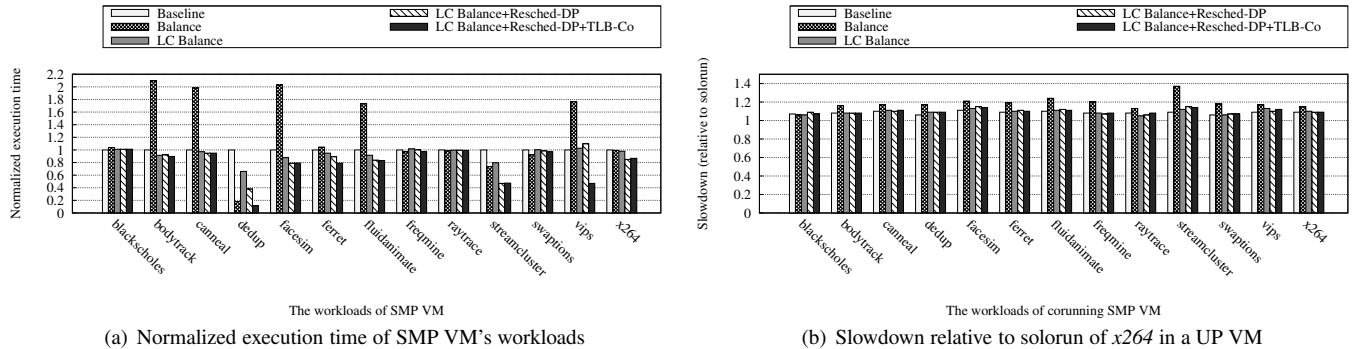 Baseline
Balance
LC Balance
LC Balance+Resched-DP
LC Balance+Resched-DP+TLB-Co
Normalized execution time
2.2
2
1.8
1.6
1.4
1.2
1
0.8
0.6
0.4
0.2
0
blackscholes
bodytrack
canneal
dedup
facesim
ferret
fluidanimate
freqmine
raytrace
streamcluster
swaptions
vips
x264
The workloads of SMP VM
(a) Normalized execution time of SMP VM's workloads
Baseline
Balance
LC Balance
LC Balance+Resched-DP
LC Balance+Resched-DP+TLB-Co
Slowdown (relative to solorun)
1.4
1.2
1
0.8
0.6
0.4
0.2
0
blackscholes
bodytrack
canneal
dedup
facesim
ferret
fluidanimate
freqmine
raytrace
streamcluster
swaptions
vips
x264
The workloads of corunning SMP VM
(b) Slowdown relative to solorun of x264 in a UP VM